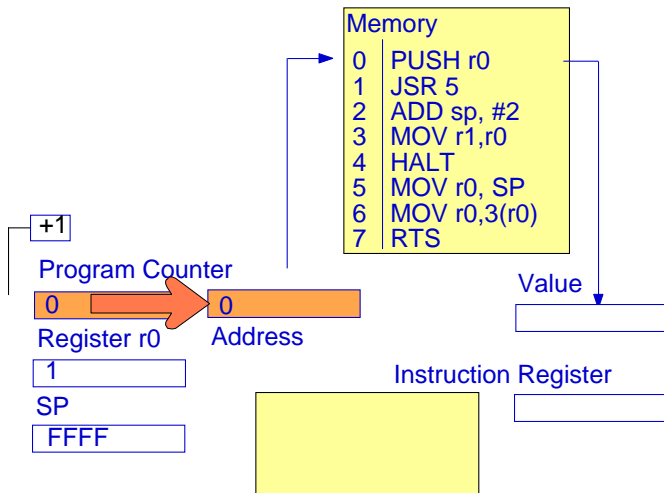 Memory
0 PUSH r0
1 JSR 5
2 ADD sp, #2
3 MOV r1,r0
4 HALT
5 MOV r0, SP
6 MOV r0,3(r0)
7 RTS
+1
Program Counter
0 0
Value
Register r0 Address
1
Instruction Register
SP
FFFF